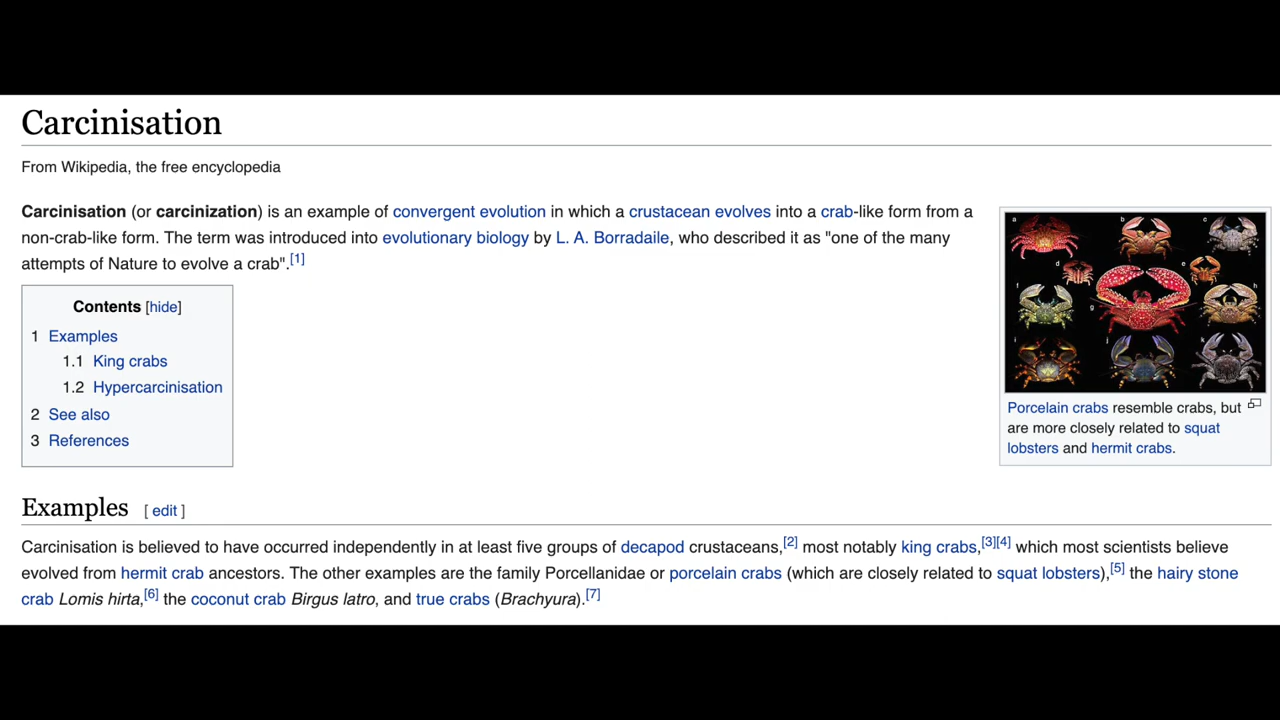 Carcinisation
From Wikipedia, the free encyclopedia
Carcinisation (or carcinization) is an example of convergent evolution in which a crustacean evolves into a crab-like form from a
non-crab-like form. The term was introduced into evolutionary biology by L. A. Borradaile, who described it as "one of the many
attempts of Nature to evolve a crab".[1]
Contents [hide]
1 Examples
1.1 King crabs
1.2 Hypercarcinisation
2 See also
3 References
a b c
d e
f g h
i j k
Porcelain crabs resemble crabs, but
are more closely related to squat
lobsters and hermit crabs.
Examples [ edit ]
Carcinisation is believed to have occurred independently in at least five groups of decapod crustaceans,[2] most notably king crabs,[3][4] which most scientists believe
evolved from hermit crab ancestors. The other examples are the family Porcellanidae or porcelain crabs (which are closely related to squat lobsters),[5] the hairy stone
crab Lomis hirta,[6] the coconut crab Birgus latro, and true crabs (Brachyura).[7]